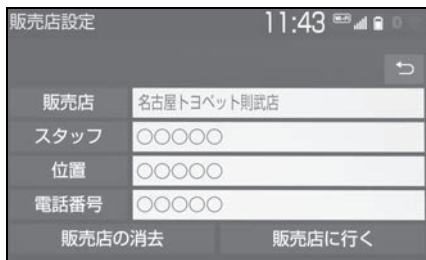 販売店設定 11:43 Wi-Fi
販売店 名古屋トヨペット則武店
スタッフ ○○○○○
位置 ○○○○○
電話番号 ○○○○○
販売店の消去 販売店に行く